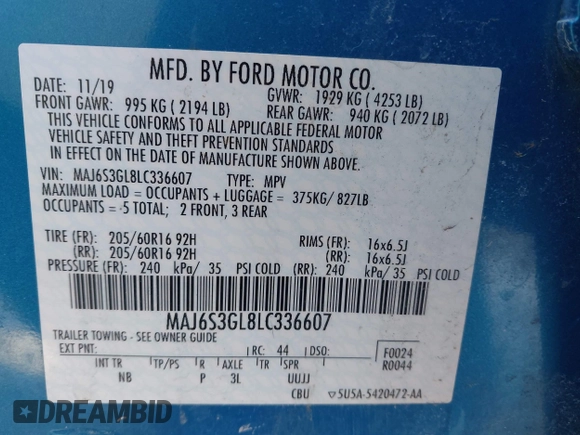 MFD. BY FORD MOTOR CO.
DATE: 11/19
GVWR: 1929 KG ( 4253 LB)
FRONT GAWR: 995 KG ( 2194 LB)
REAR GAWR: 940 KG ( 2072 LB)
THIS VEHICLE CONFORMS TO ALL APPLICABLE FEDERAL MOTOR
VEHICLE SAFETY AND THEFT PREVENTION STANDARDS
IN EFFECT ON THE DATE OF MANUFACTURE SHOWN ABOVE.
VIN: MAJ6S3GL8LC336607 TYPE: MPV
MAXIMUM LOAD = OCCUPANTS + LUGGAGE = 375KG/ 827LB
OCCUPANTS = 5 TOTAL; 2 FRONT, 3 REAR
TIRE (FR): 205/60R16 92H RIMS (FR): 16x6.5J
(RR): 205/60R16 92H (RR): 16x6.5J
PRESSURE (FR): 240 kPa/ 35 PSI COLD (RR): 240 kPa/ 35 PSI COLD
MAJ6S3GL8LC336607
TRAILER TOWING - SEE OWNER GUIDE
EXT PNT: RC: 44 DSO: F0024
R0044
INT TR TP/PS R AXLE TR SPR
NB P 3L UUJJ
CBU 5U5A-5420472-AA
DREAMBID